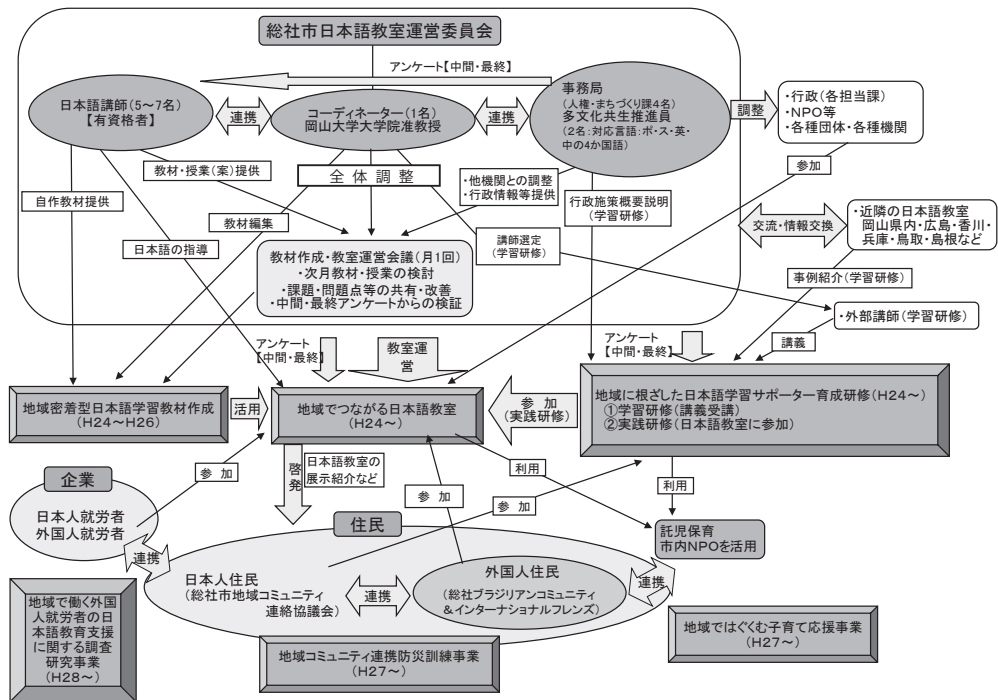 総社市日本語教室運営委員会
アンケート【中間・最終】
日本語講師(5～7名)
【有資格者】
連携
コーディネーター(1名)
岡山大学大学院准教授
連携
事務局
(人権・まちづくり課4名)
多文化共生推進員
(2名:対応言語:ポ・ス・英・
中の4か国語)
調整
・行政(各担当課)
・NPO等
・各種団体・各種機関
参加
教材・授業(案)提供
全体調整
・他機関との調整
・行政情報等提供
行政施策概要説明
(学習研修)
自作教材提供
教材編集
日本語の指導
講師選定
(学習研修)
交流・情報交換
・近隣の日本語教室
岡山県内・広島・香川・
兵庫・鳥取・島根など
教材作成・教室運営会議(月1回)
・次月教材・授業の検討
・課題・問題点等の共有・改善
・中間・最終アンケートからの検証
事例紹介(学習研修)
・外部講師(学習研修)
講義
アンケート
【中間・最終】
教室運
営
アンケート
【中間・最終】
地域密着型日本語学習教材作成
(H24～H26)
活用
地域でつながる日本語教室
(H24～)
参加
(実践研修)
地域に根ざした日本語学習サポーター育成研修(H24～)
①学習研修(講義受講)
②実践研修(日本語教室に参加)
企業
日本人就労者
外国人就労者
参加
啓発
日本語教室の
展示紹介など
参加
参加
利用
利用
託児保育
市内NPOを活用
連携
住民
日本人住民
(総社市地域コミュニティ
連絡協議会)
連携
外国人住民
(総社ブラジリアンコミュニティ
&インターナショナルフレンズ)
連携
地域で働く外国
人就労者の日
本語教育支援
に関する調査
研究事業
(H28～)
地域コミュニティ連携防災訓練事業
(H27～)
地域ではぐくむ子育て応援事業
(H27～)